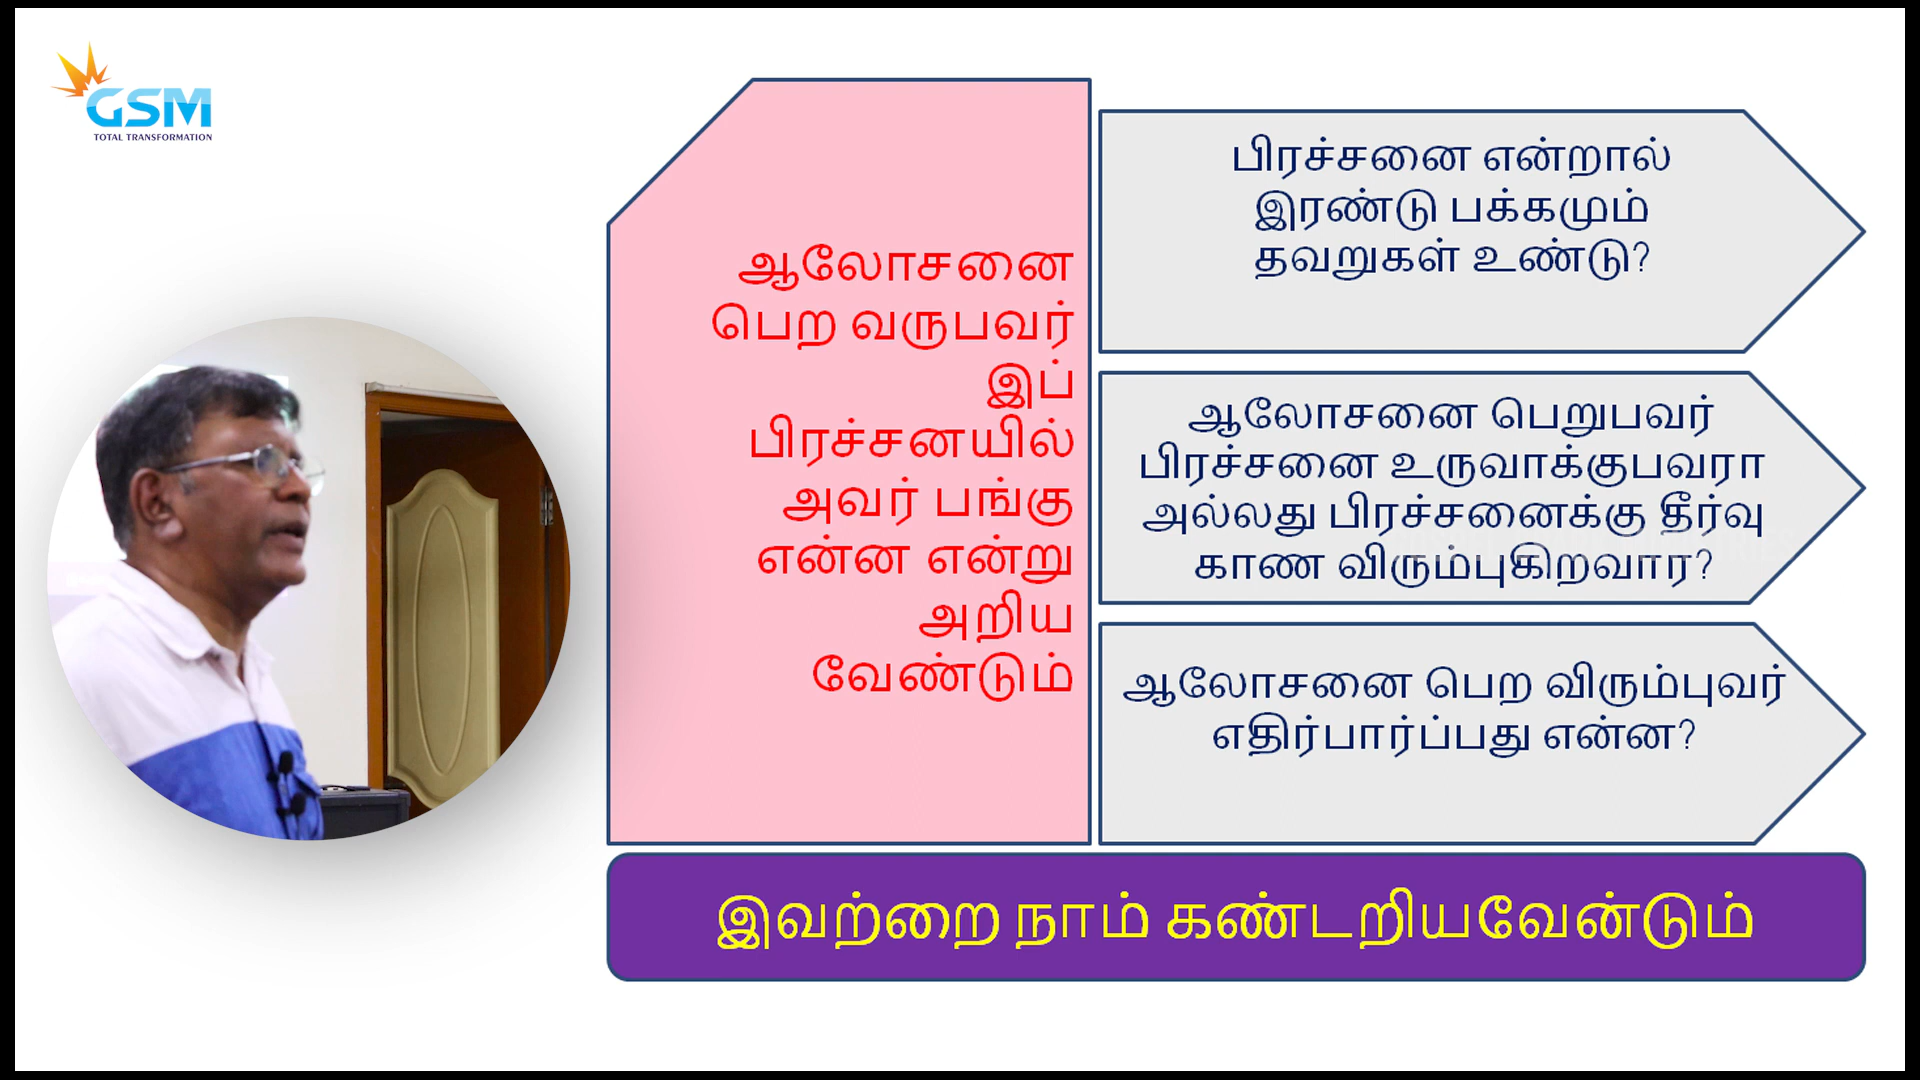 GSM
TOTAL TRANSFORMATION
ஆலோசனை
பெற வருபவர்
இப்
பிரச்சனயில்
அவர் பங்கு
என்ன என்று
அறிய
வேண்டும்
பிரச்சனை என்றால்
இரண்டு பக்கமும்
தவறுகள் உண்டு?
ஆலோசனை பெறுபவர்
பிரச்சனை உருவாக்குபவரா
அல்லது பிரச்சனைக்கு தீர்வு
காண விரும்புகிறவார?
ஆலோசனை பெற விரும்புவர்
எதிர்பார்ப்பது என்ன?
இவற்றை நாம் கண்டறியவேன்டும்